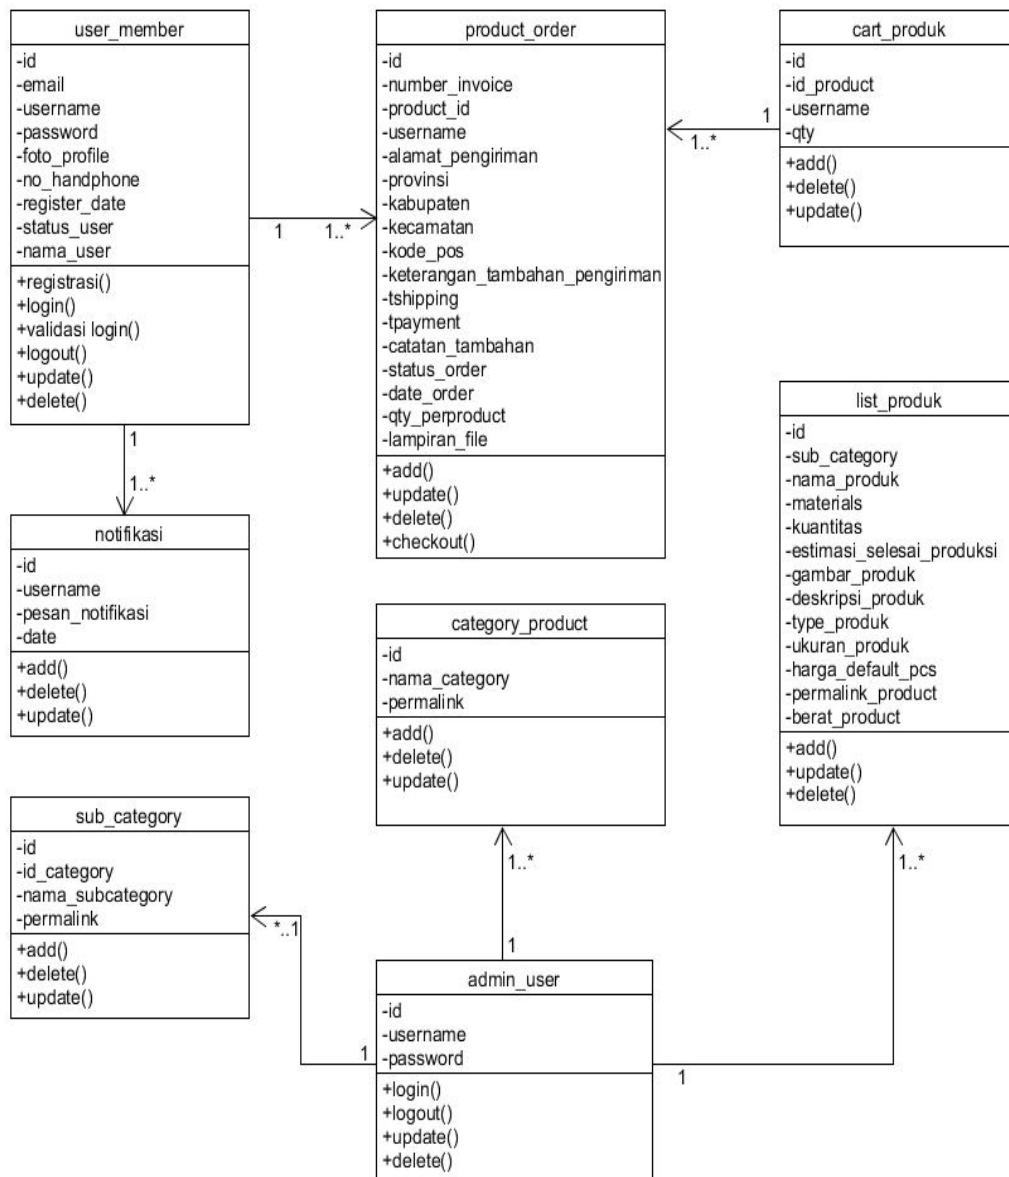 user_member
-id
-email
-username
-password
-foto_profile
-no_handphone
-register_date
-status_user
-nama_user
+registrasi()
+login()
+validasi login()
+logout()
+update()
+delete()
1
1..*
product_order
-id
-number_invoice
-product_id
-username
-alamat_pengiriman
-provinsi
-kabupaten
-kecamatan
-kode_pos
-keterangan_tambahan_pengiriman
-tshipping
-tpayment
-catatan_tambahan
-status_order
-date_order
-qty_perproduct
-lampiran_file
+add()
+update()
+delete()
+checkout()
1
1..*
cart_produk
-id
-id_product
-username
-qty
+add()
+delete()
+update()
1
1..*
notifikasi
-id
-username
-pesan_notifikasi
-date
+add()
+delete()
+update()
category_product
-id
-nama_category
-permalink
+add()
+delete()
+update()
list_produk
-id
-sub_category
-nama_produk
-materials
-kuantitas
-estimasi_selesai_produksi
-gambar_produk
-deskripsi_produk
-type_produk
-ukuran_produk
-harga_default_pcs
-permalink_product
-berat_product
+add()
+update()
+delete()
sub_category
-id
-id_category
-nama_subcategory
-permalink
+add()
+delete()
+update()
*..1
1
1..*
1
1..*
1
admin_user
-id
-username
-password
+login()
+logout()
+update()
+delete()